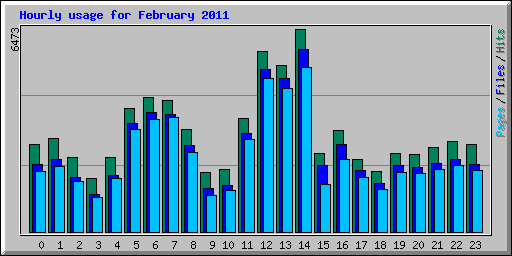 Hourly usage for February 2011
6473
Pages / Files / Hits
0 1 2 3 4 5 6 7 8 9 10 11 12 13 14 15 16 17 18 19 20 21 22 23